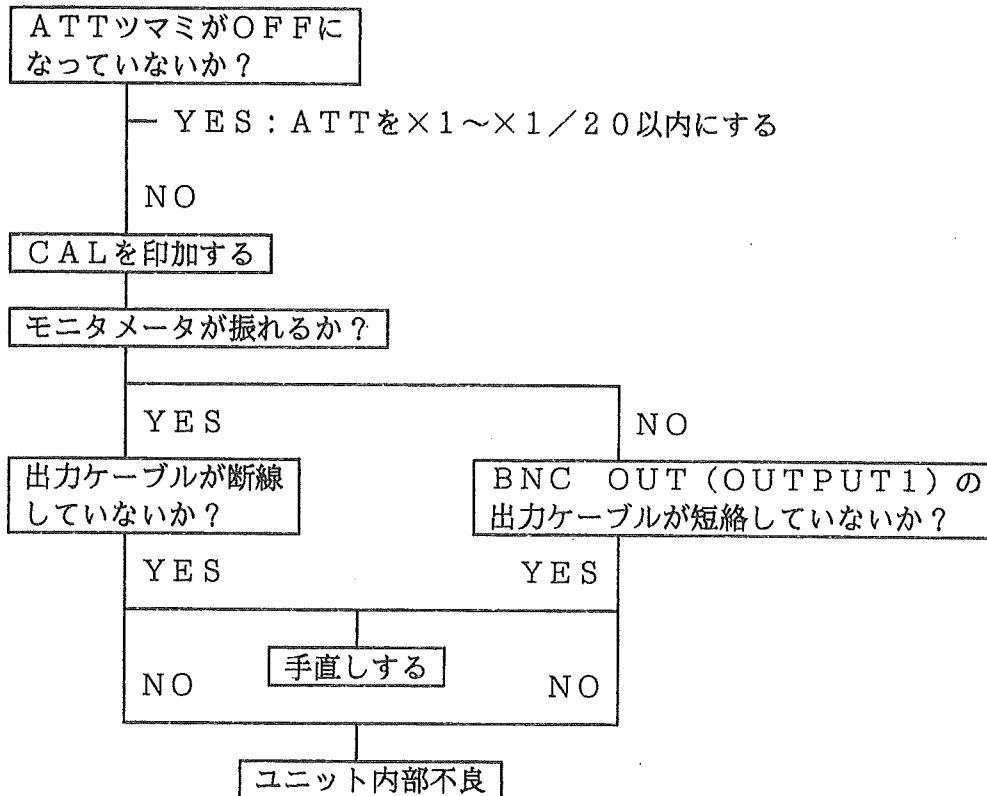 ATTツマミがOFFに
なっていないか？
YES：ATTを×1～×1／20以内にする
NO
CALを印加する
モニタメータが振れるか？
YES
NO
出力ケーブルが断線
していないか？
BNC OUT（OUTPUT1）の
出力ケーブルが短絡していないか？
YES
YES
手直しする
NO
NO
ユニット内部不良